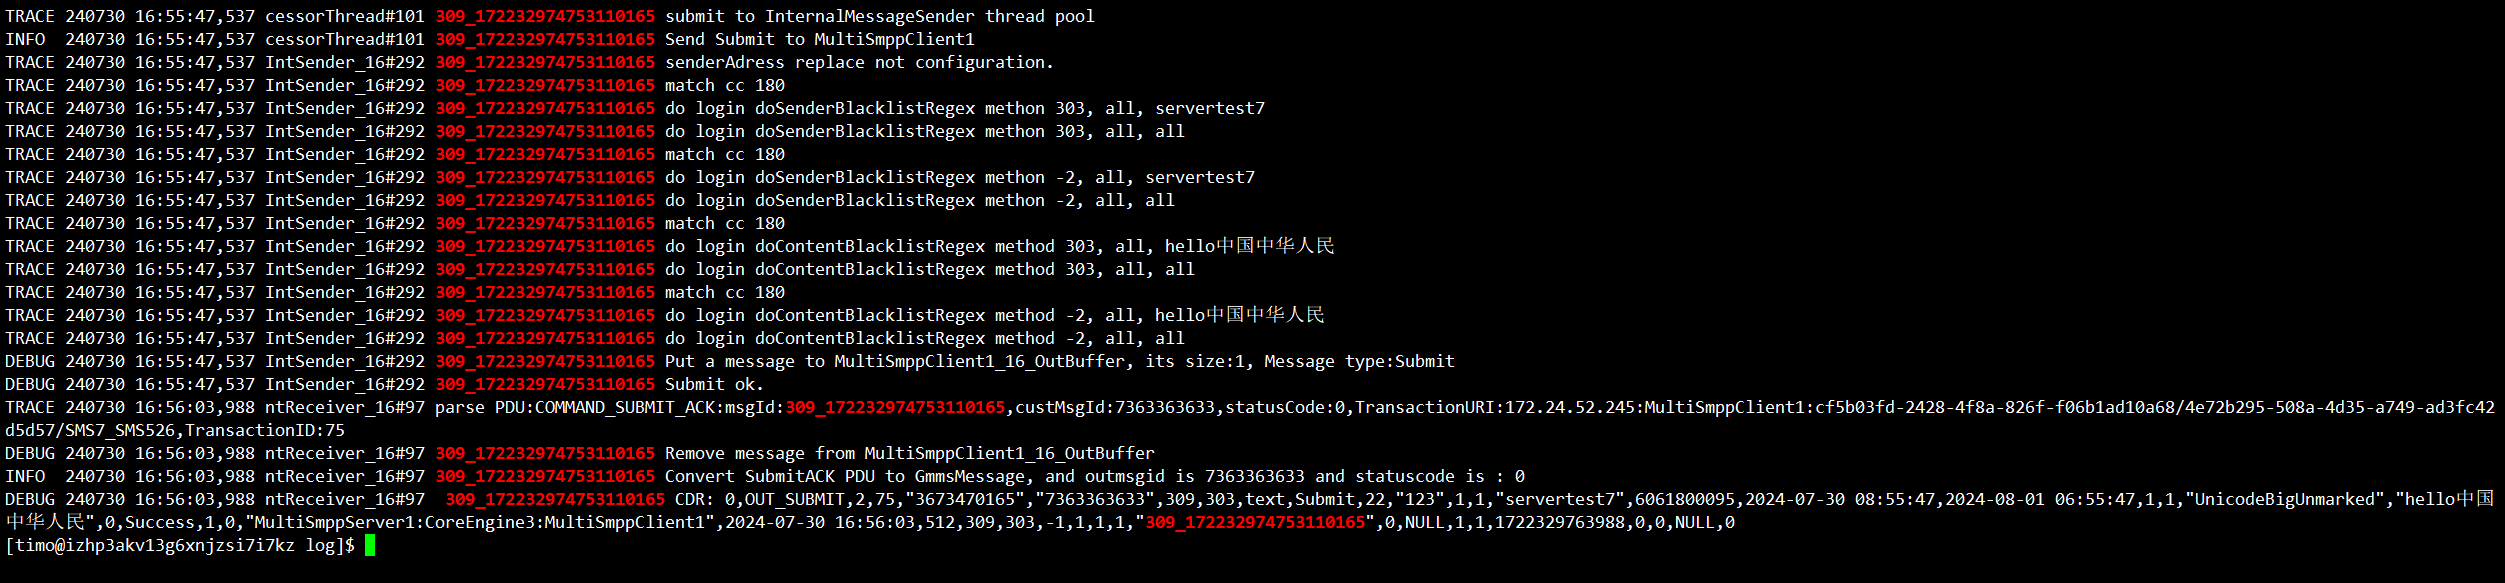 TRACE 240730 16:55:47,537 cessorThread#101 309_172232974753110165 submit to InternalMessageSender thread pool
INFO  240730 16:55:47,537 cessorThread#101 309_172232974753110165 Send Submit to MultiSmppClient1
TRACE 240730 16:55:47,537 IntSender_16#292 309_172232974753110165 senderAdress replace not configuration.
TRACE 240730 16:55:47,537 IntSender_16#292 309_172232974753110165 match cc 180
TRACE 240730 16:55:47,537 IntSender_16#292 309_172232974753110165 do login doSenderBlacklistRegex methon 303, all, servertest7
TRACE 240730 16:55:47,537 IntSender_16#292 309_172232974753110165 do login doSenderBlacklistRegex methon 303, all, all
TRACE 240730 16:55:47,537 IntSender_16#292 309_172232974753110165 match cc 180
TRACE 240730 16:55:47,537 IntSender_16#292 309_172232974753110165 do login doSenderBlacklistRegex methon -2, all, servertest7
TRACE 240730 16:55:47,537 IntSender_16#292 309_172232974753110165 do login doSenderBlacklistRegex methon -2, all, all
TRACE 240730 16:55:47,537 IntSender_16#292 309_172232974753110165 match cc 180
TRACE 240730 16:55:47,537 IntSender_16#292 309_172232974753110165 do login doContentBlacklistRegex method 303, all, hello中国中华人民
TRACE 240730 16:55:47,537 IntSender_16#292 309_172232974753110165 do login doContentBlacklistRegex method 303, all, all
TRACE 240730 16:55:47,537 IntSender_16#292 309_172232974753110165 match cc 180
TRACE 240730 16:55:47,537 IntSender_16#292 309_172232974753110165 do login doContentBlacklistRegex method -2, all, hello中国中华人民
TRACE 240730 16:55:47,537 IntSender_16#292 309_172232974753110165 do login doContentBlacklistRegex method -2, all, all
DEBUG 240730 16:55:47,537 IntSender_16#292 309_172232974753110165 Put a message to MultiSmppClient1_16_OutBuffer, its size:1, Message type:Submit
DEBUG 240730 16:55:47,537 IntSender_16#292 309_172232974753110165 Submit ok.
TRACE 240730 16:56:03,988 ntReceiver_16#97 parse PDU:COMMAND_SUBMIT_ACK:msgId:309_172232974753110165,custMsgId:7363363633,statusCode:0,TransactionURI:172.24.52.245:MultiSmppClient1:cf5b03fd-2428-4f8a-826f-f06b1ad10a68/4e72b295-508a-4d35-a749-ad3fc42
d5d57/SMS7_SMS526,TransactionID:75
DEBUG 240730 16:56:03,988 ntReceiver_16#97 309_172232974753110165 Remove message from MultiSmppClient1_16_OutBuffer
INFO  240730 16:56:03,988 ntReceiver_16#97 309_172232974753110165 Convert SubmitACK PDU to GmmsMessage, and outmsgid is 7363363633 and statuscode is : 0
DEBUG 240730 16:56:03,988 ntReceiver_16#97  309_172232974753110165 CDR: 0,OUT_SUBMIT,2,75,"3673470165","7363363633",309,303,text,Submit,22,"123",1,1,"servertest7",6061800095,2024-07-30 08:55:47,2024-08-01 06:55:47,1,1,"UnicodeBigUnmarked","hello中国
中华人民",0,Success,1,0,"MultiSmppServer1:CoreEngine3:MultiSmppClient1",2024-07-30 16:56:03,512,309,303,-1,1,1,1,"309_172232974753110165",0,NULL,1,1,1722329763988,0,0,NULL,0
[timo@izhp3akv13g6xnjzsi7i7kz log]$